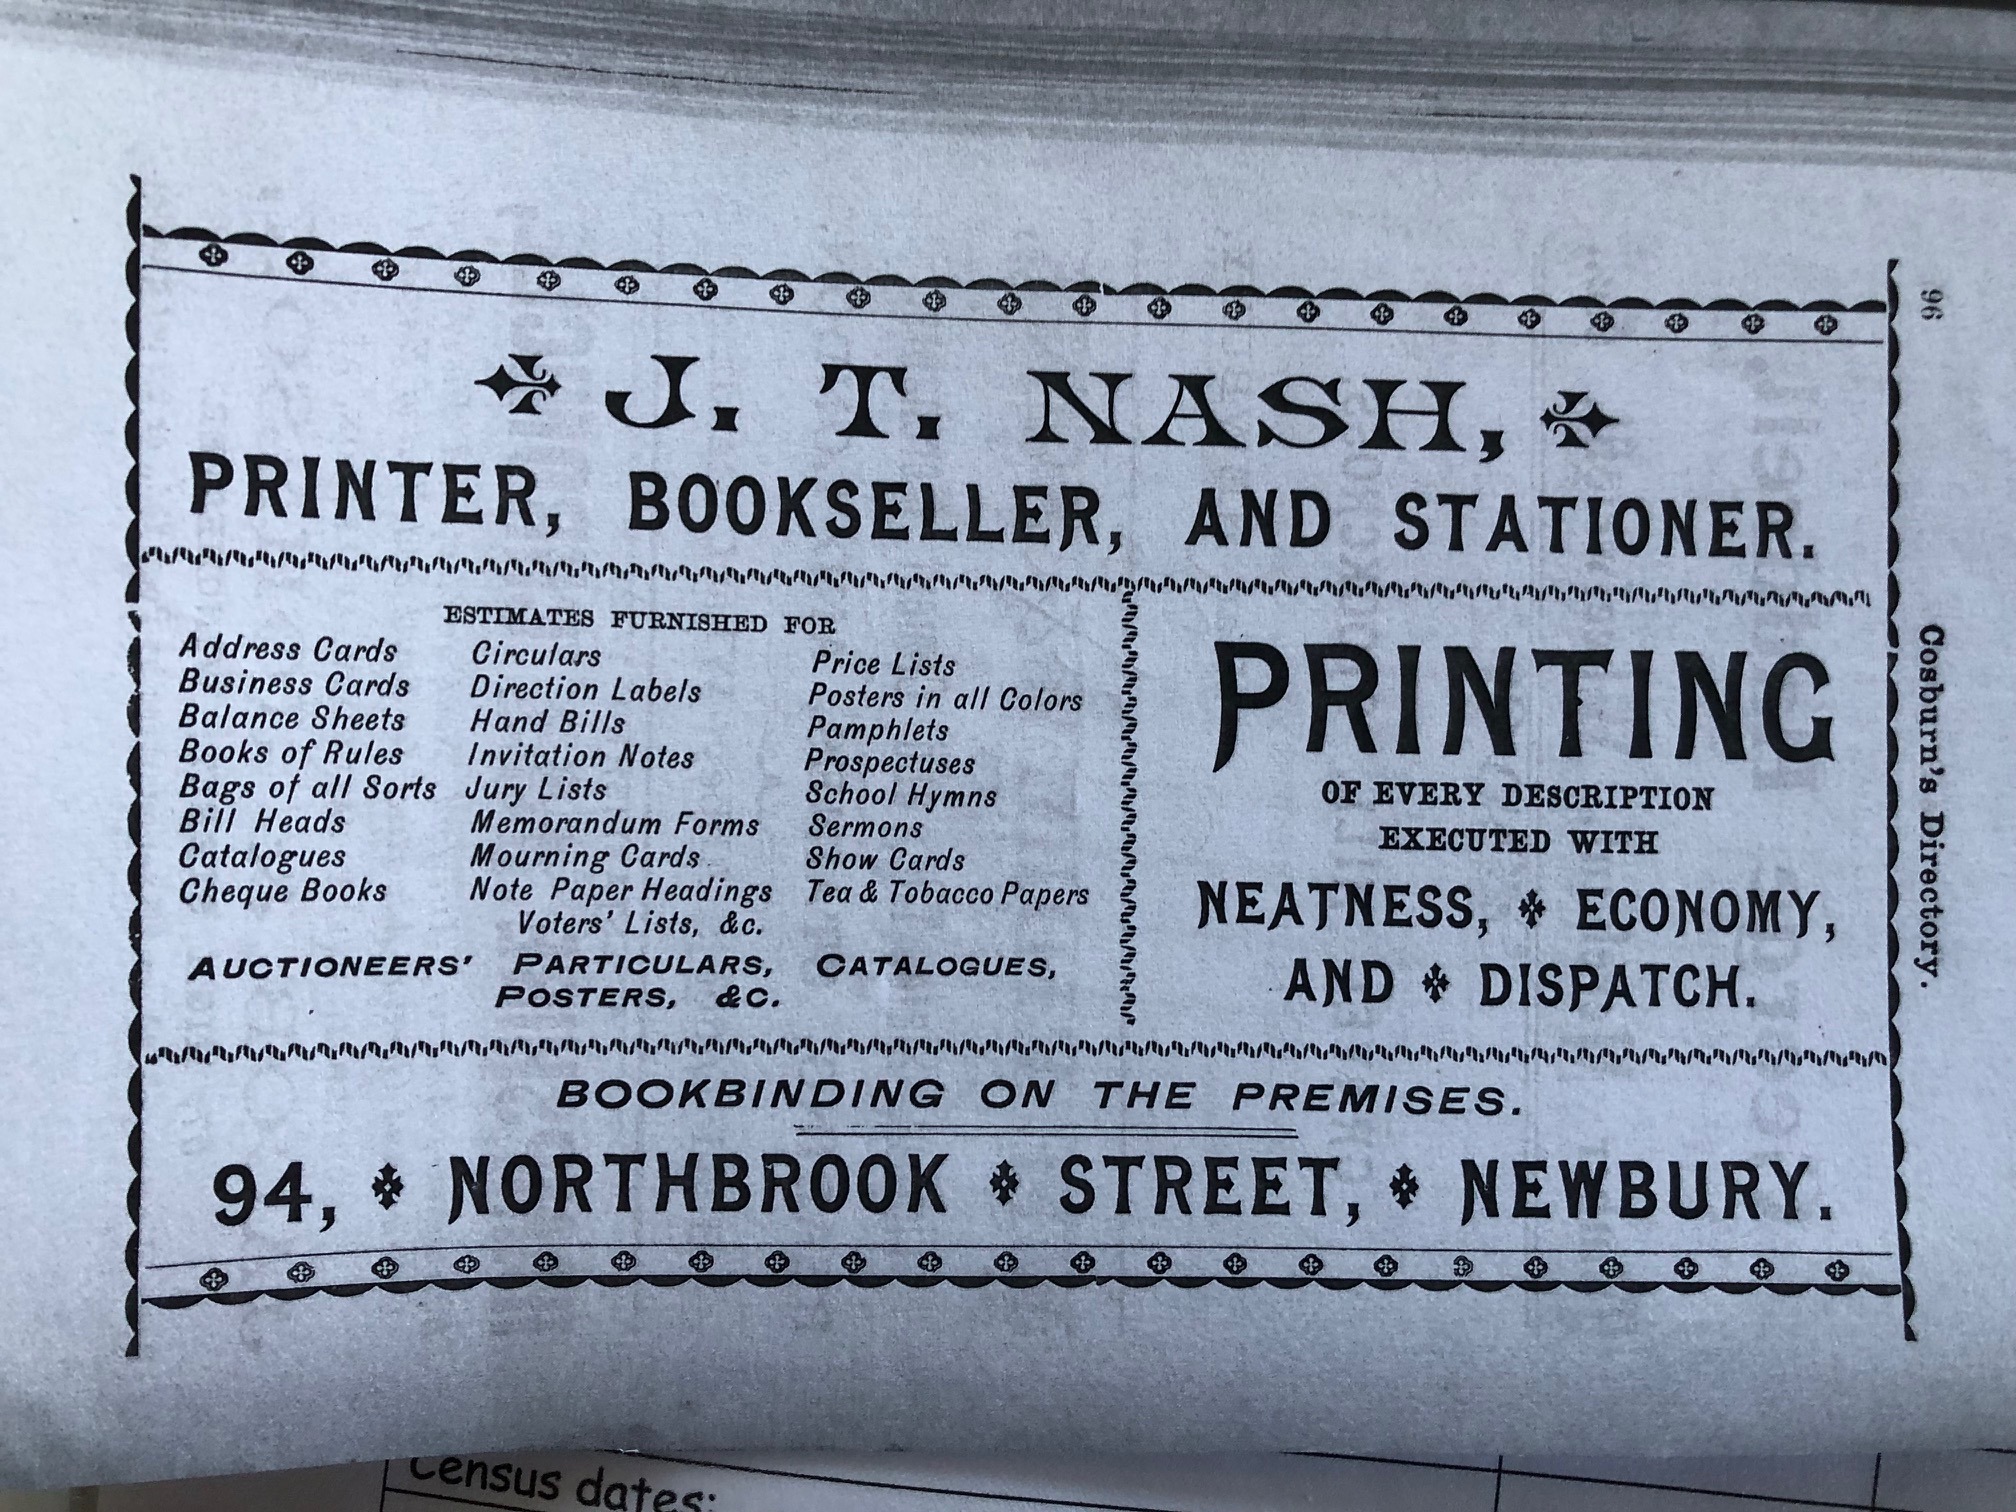 96
Cosburn's Directory.
J. T. NASH,
PRINTER, BOOKSELLER, AND STATIONER.
ESTIMATES FURNISHED FOR
Address Cards
Business Cards
Balance Sheets
Books of Rules
Bags of all Sorts
Bill Heads
Catalogues
Cheque Books
Circulars
Direction Labels
Hand Bills
Invitation Notes
Jury Lists
Memorandum Forms
Mourning Cards
Note Paper Headings
Voters' Lists, &c.
Price Lists
Posters in all Colors
Pamphlets
Prospectuses
School Hymns
Sermons
Show Cards
Tea & Tobacco Papers
AUCTIONEERS' PARTICULARS, CATALOGUES,
POSTERS, &C.
PRINTING
OF EVERY DESCRIPTION
EXECUTED WITH
NEATNESS, ECONOMY,
AND DISPATCH.
BOOKBINDING ON THE PREMISES.
94, NORTHBROOK STREET, NEWBURY.
Census dates: